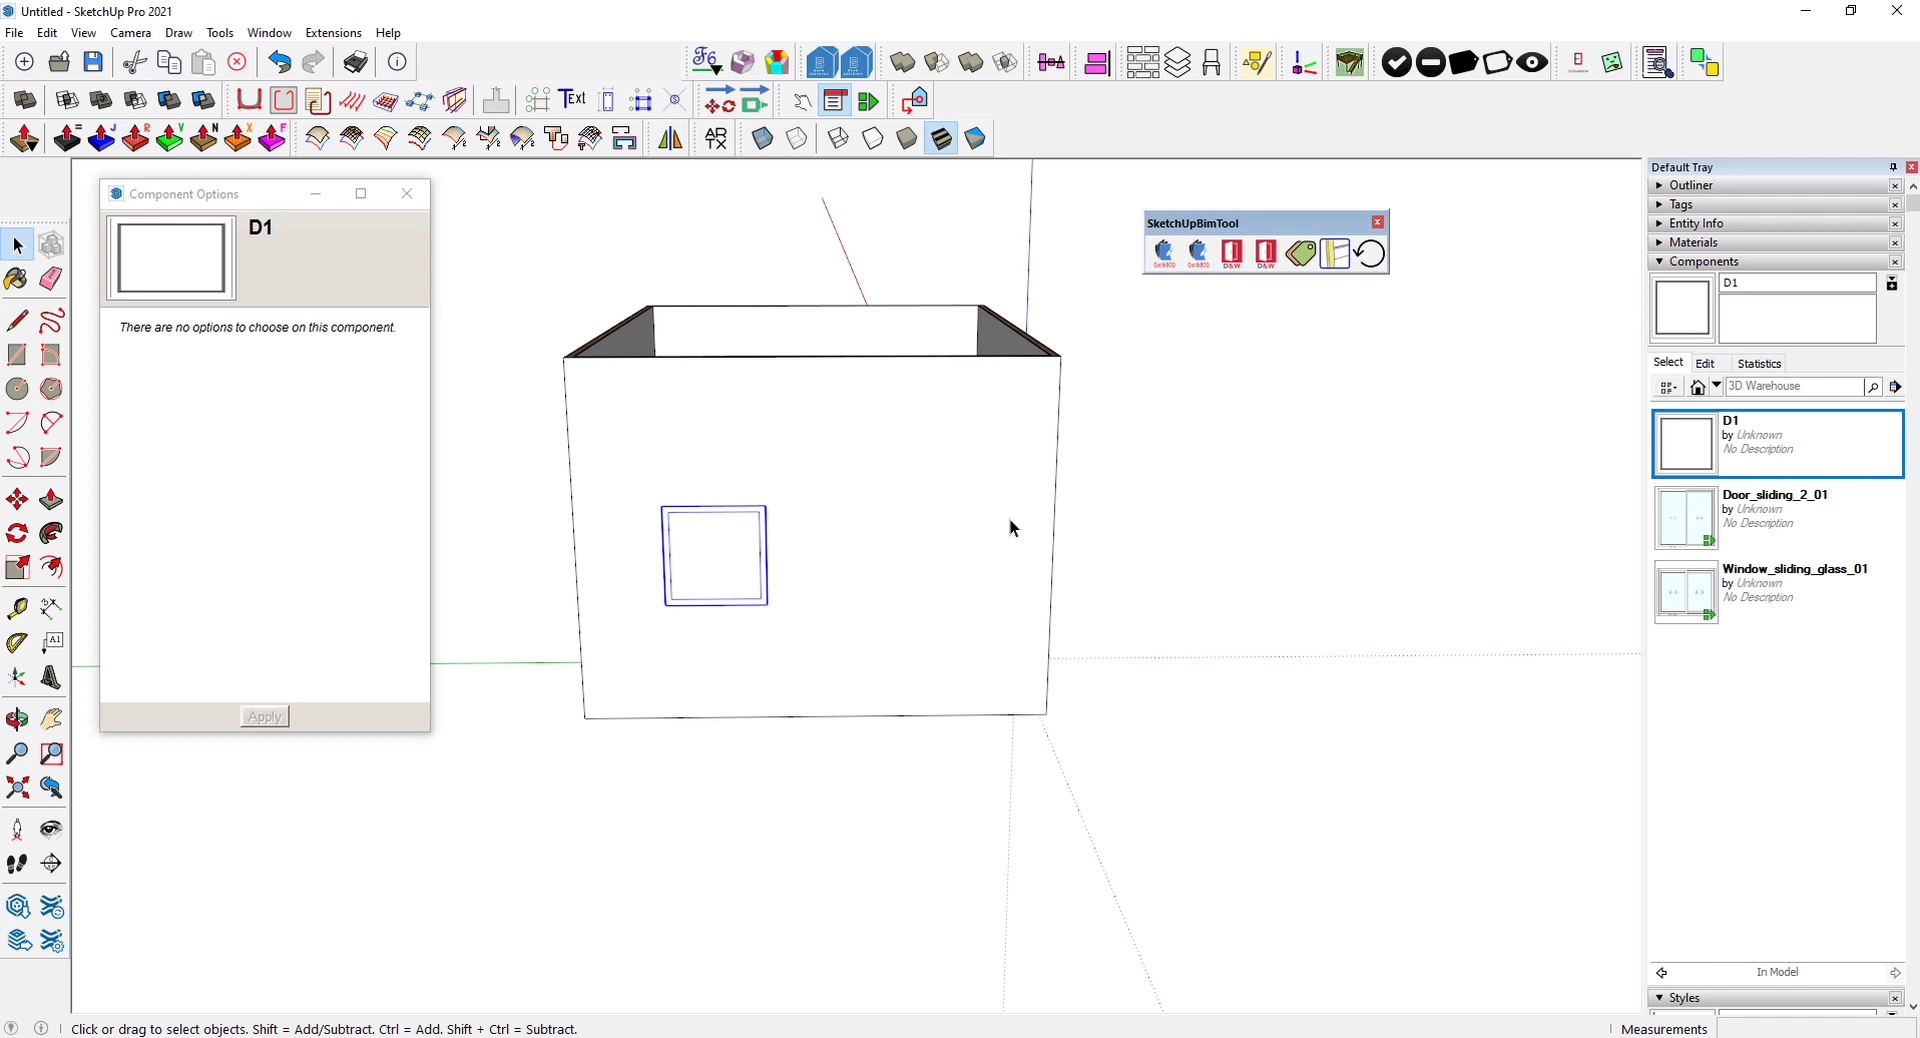 Untitled - SketchUp Pro 2021
File Edit View Camera Draw Tools Window Extensions Help
Text
AR
TX
Component Options
D1
There are no options to choose on this component.
Apply
SketchUpBimTool
D&W D&W
A1
Default Tray
Outliner
Tags
Entity Info
Materials
Components
D1
Select Edit Statistics
3D Warehouse
D1
by Unknown
No Description
Door_sliding_2_01
by Unknown
No Description
Window_sliding_glass_01
by Unknown
No Description
In Model
Styles
Click or drag to select objects. Shift = Add/Subtract. Ctrl = Add. Shift + Ctrl = Subtract.
Measurements